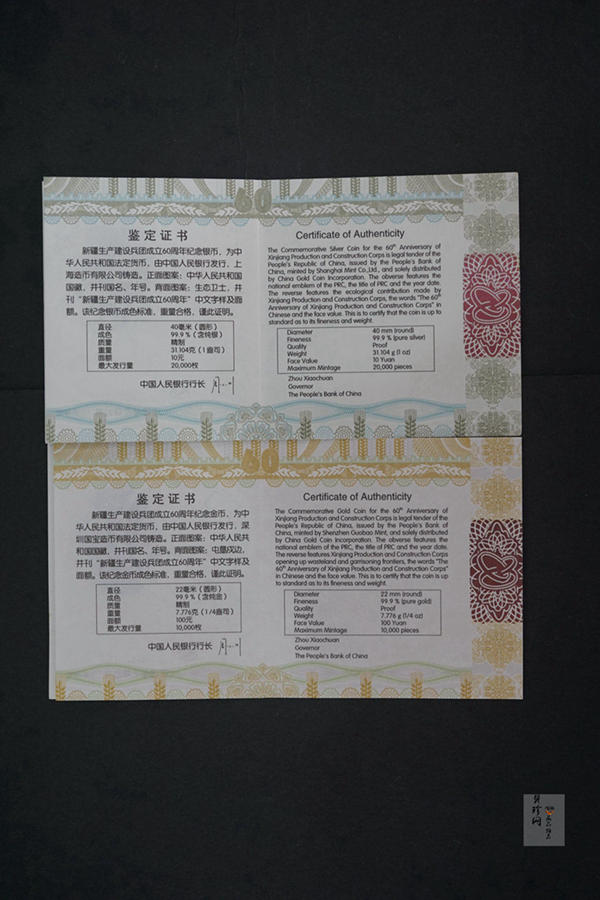 60
鉴定证书
新疆生产建设兵团成立60周年纪念银币，为中
华人民共和国法定货币，由中国人民银行发行，上
海造币有限公司铸造。正面图案：中华人民共和国
国徽，并刊国名、年号。背面图案：生态卫士，并
刊“新疆生产建设兵团成立60周年”中文字样及面
额。该纪念银币成色标准，重量合格，谨此证明。
直径 40毫米（圆形）
成色 99.9％（含纯银）
质量 精制
重量 31.104克（1盎司）
面额 10元
最大发行量 20,000枚
中国人民银行行长
Certificate of Authenticity
The Commemorative Silver Coin for the 60th Anniversary of
Xinjiang Production and Construction Corps is legal tender of the
People's Republic of China, issued by the People's Bank of
China, minted by Shanghai Mint Co.,Ltd., and solely distributed
by China Gold Coin Incorporation. The obverse features the
national emblem of the PRC, the title of PRC and the year date.
The reverse features the ecological contribution made by
Xinjiang Production and Construction Corps, the words "The 60th
Anniversary of Xinjiang Production and Construction Corps" in
Chinese and the face value. This is to certify that the coin is up to
standard as to its fineness and weight.
Diameter 40 mm (round)
Fineness 99.9 % (pure silver)
Quality Proof
Weight 31.104 g (1 oz)
Face Value 10 Yuan
Maximum Mintage 20,000 pieces
Zhou Xiaochuan
Governor
The People's Bank of China
60
鉴定证书
新疆生产建设兵团成立60周年纪念金币，为中
华人民共和国法定货币，由中国人民银行发行，深
圳国宝造币有限公司铸造。正面图案：中华人民共
和国国徽，并刊国名、年号。背面图案：屯垦戍边，
并刊“新疆生产建设兵团成立60周年”中文字样及
面额。该纪念金币成色标准，重量合格，谨此证明。
直径 22毫米（圆形）
成色 99.9％（含纯金）
质量 精制
重量 7.776克（1/4盎司）
面额 100元
最大发行量 10,000枚
中国人民银行行长
Certificate of Authenticity
The Commemorative Gold Coin for the 60th Anniversary of
Xinjiang Production and Construction Corps is legal tender of the
People's Republic of China, issued by the People's Bank of
China, minted by Shenzhen Guobao Mint, and solely distributed
by China Gold Coin Incorporation. The obverse features the
national emblem of the PRC, the title of PRC and the year date.
The reverse features Xinjiang Production and Construction Corps
opening up wasteland and garrisoning frontiers, the words "The
60th Anniversary of Xinjiang Production and Construction Corps"
in Chinese and the face value. This is to certify that the coin is up
to standard as to its fineness and weight.
Diameter 22 mm (round)
Fineness 99.9 % (pure gold)
Quality Proof
Weight 7.776 g (1/4 oz)
Face Value 100 Yuan
Maximum Mintage 10,000 pieces
Zhou Xiaochuan
Governor
The People's Bank of China